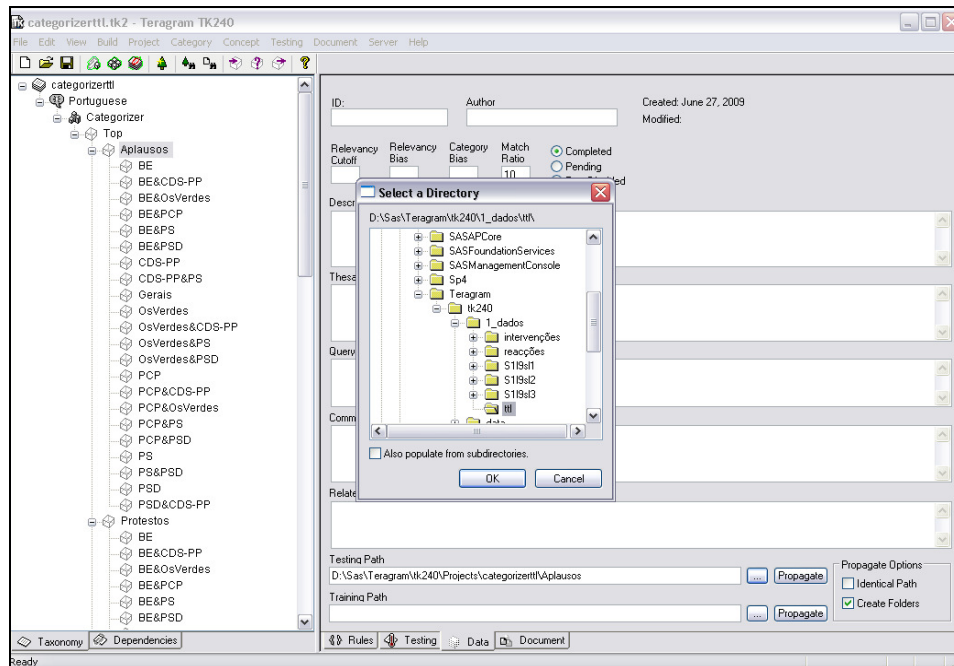 categorizerttl.tk2 - Teragram TK240
File Edit View Build Project Category Concept Testing Document Server Help
categorizerttl
Portuguese
Categorizer
Top
Aplausos
BE
BE&CDS-PP
BE&OsVerdes
BE&PCP
BE&PS
BE&PSD
CDS-PP
CDS-PP&PS
Gerais
OsVerdes
OsVerdes&CDS-PP
OsVerdes&PS
OsVerdes&PSD
PCP
PCP&CDS-PP
PCP&OsVerdes
PCP&PS
PCP&PSD
PS
PS&PSD
PSD
PSD&CDS-PP
Protestos
BE
BE&CDS-PP
BE&OsVerdes
BE&PCP
BE&PS
BE&PSD
Taxonomy Dependencies
ID: Author Created: June 27, 2009
Modified:
Relevancy Cutoff Relevancy Bias Category Bias Match Ratio
10
Completed
Pending
Descr
Thesa
Query
Comm
Relate
Select a Directory
D:\Sas\Teragram\tk240\1_dados\ttl\
SASAPCore
SASFoundationServices
SASManagementConsole
Sp4
Teragram
tk240
1_dados
intervenções
reacções
S1l9sl1
S1l9sl2
S1l9sl3
ttl
data
Also populate from subdirectories.
OK Cancel
Testing Path
D:\Sas\Teragram\tk240\Projects\categorizerttl\Aplausos ... Propagate
Training Path
... Propagate
Propagate Options
Identical Path
Create Folders
Rules Testing Data Document
Ready